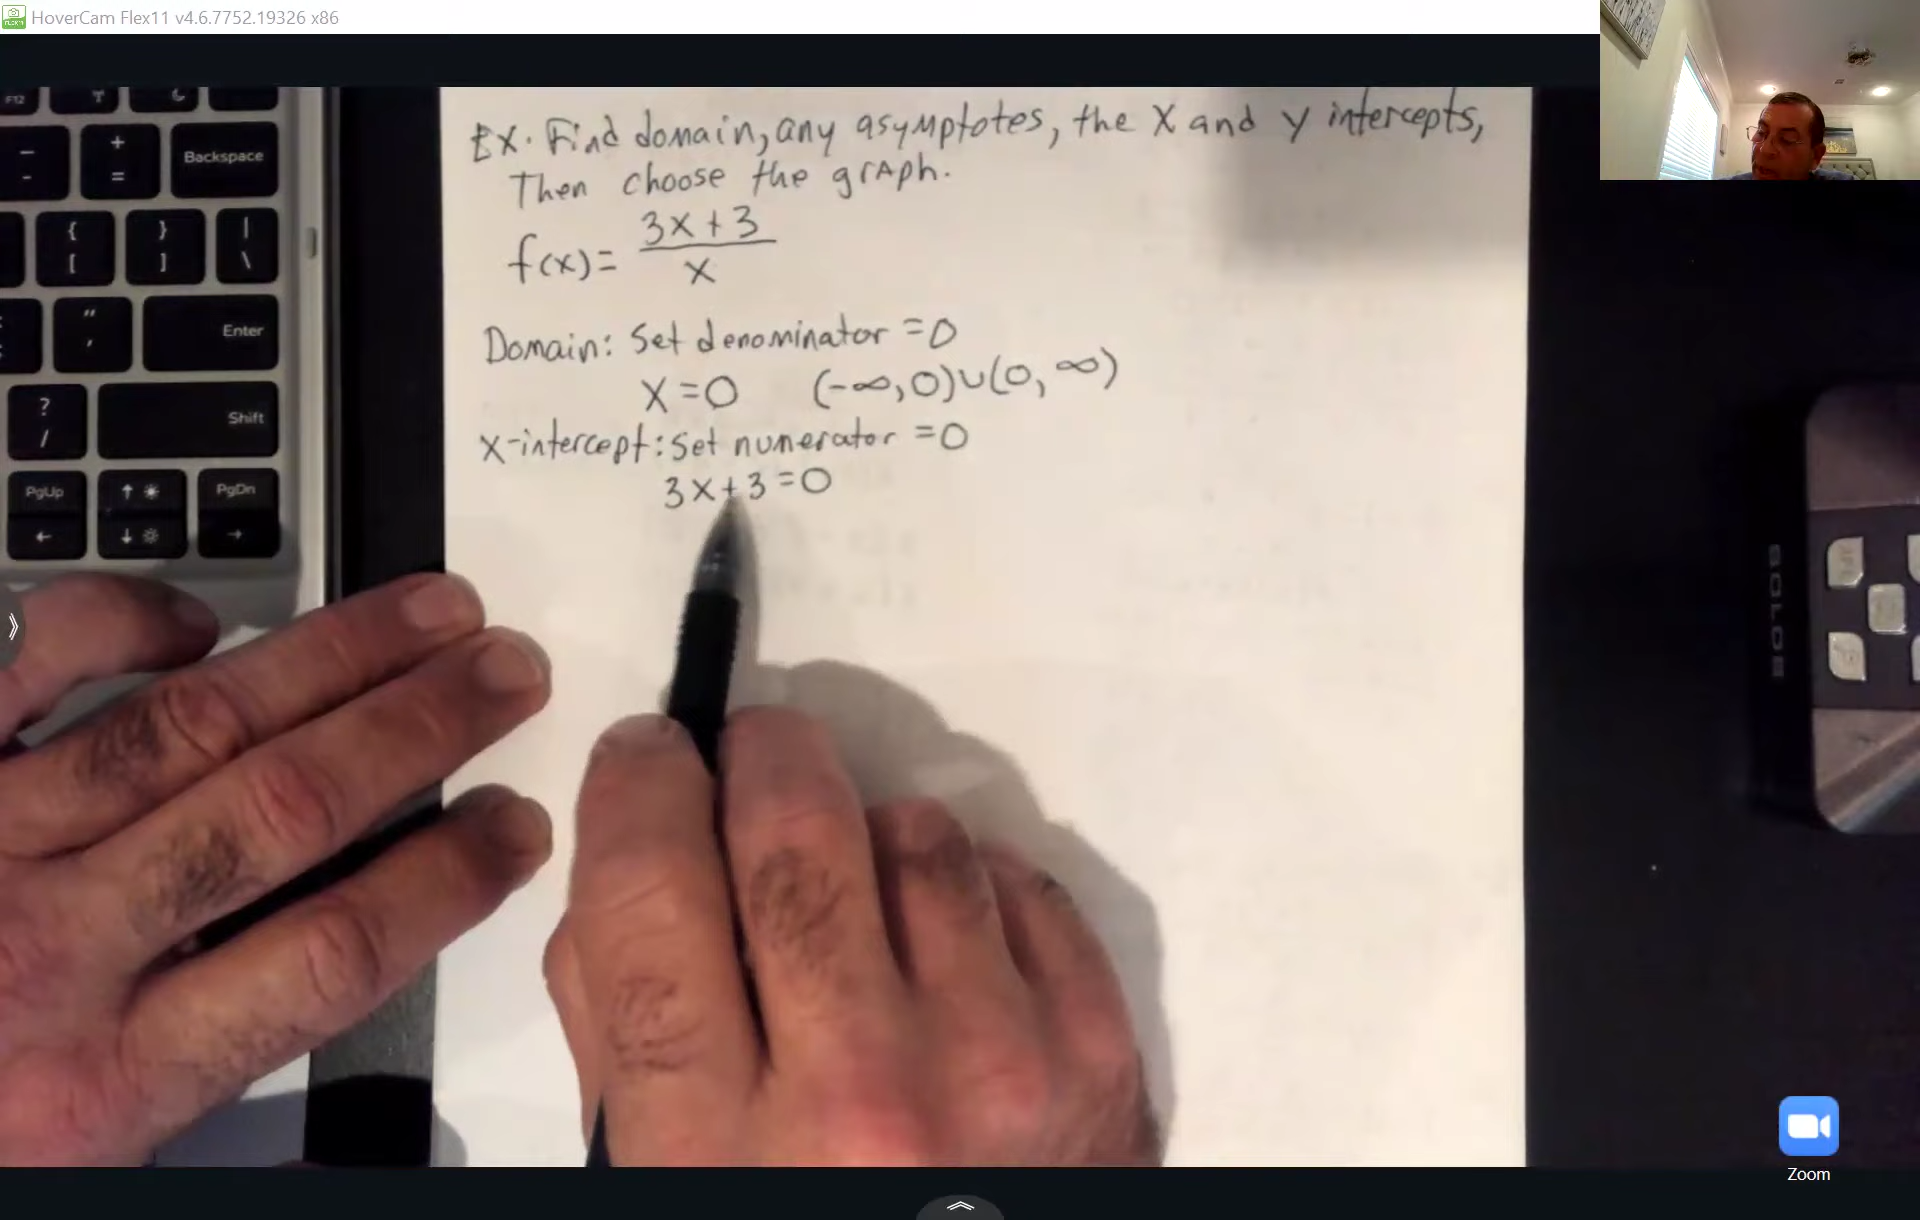 HoverCam Flex11 v4.6.7752.19326 x86
F12
Backspace
Enter
Shift
PgUp
PgDn
Ex. Find domain, any asymptotes, the x and y intercepts,
Then choose the graph.
f(x)= 3x+3
x
Domain: Set denominator =0
x=0 (-∞,0)∪(0, ∞)
x-intercept: Set numerator =0
3x+3=0
Zoom